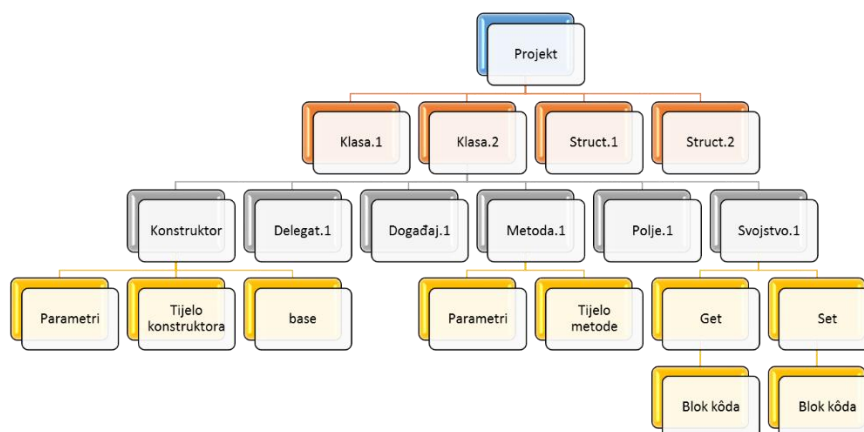 Projekt
Klasa.1
Klasa.2
Struct.1
Struct.2
Konstruktor
Delegat.1
Događaj.1
Metoda.1
Polje.1
Svojstvo.1
Parametri
Tijelo
konstruktora
base
Parametri
Tijelo
metode
Get
Set
Blok kôda
Blok kôda